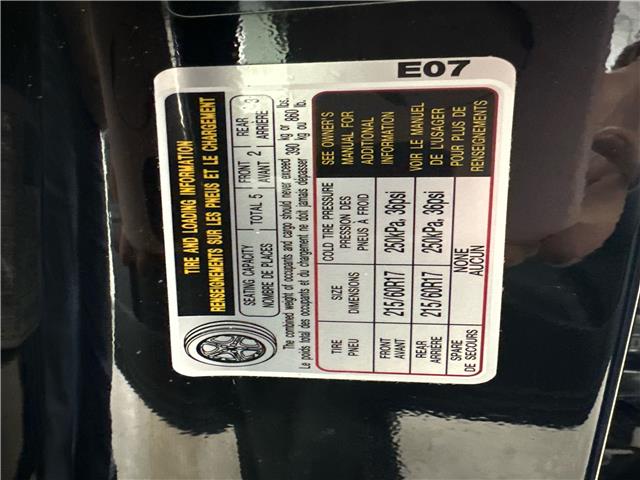 E07
TIRE AND LOADING INFORMATION
RENSEIGNEMENTS SUR LES PNEUS ET LE CHARGEMENT
SEATING CAPACITY TOTAL 5 FRONT 2 REAR 3
NOMBRE DE PLACES AVANT ARRIÈRE
The combined weight of occupants and cargo should never exceed 390 kg or 860 lbs.
Le poids total des occupants et du chargement ne doit jamais dépasser 390 kg ou 860 lb.
TIRE SIZE COLD TIRE PRESSURE
PNEU DIMENSIONS PRESSION DES
PNEUS À FROID
FRONT
AVANT 215/60R17 250kPa, 36psi
REAR
ARRIÈRE 215/60R17 250kPa, 36psi
SPARE NONE
DE SECOURS AUCUN
SEE OWNER'S
MANUAL FOR
ADDITIONAL
INFORMATION
VOIR LE MANUEL
DE L'USAGER
POUR PLUS DE
RENSEIGNEMENTS